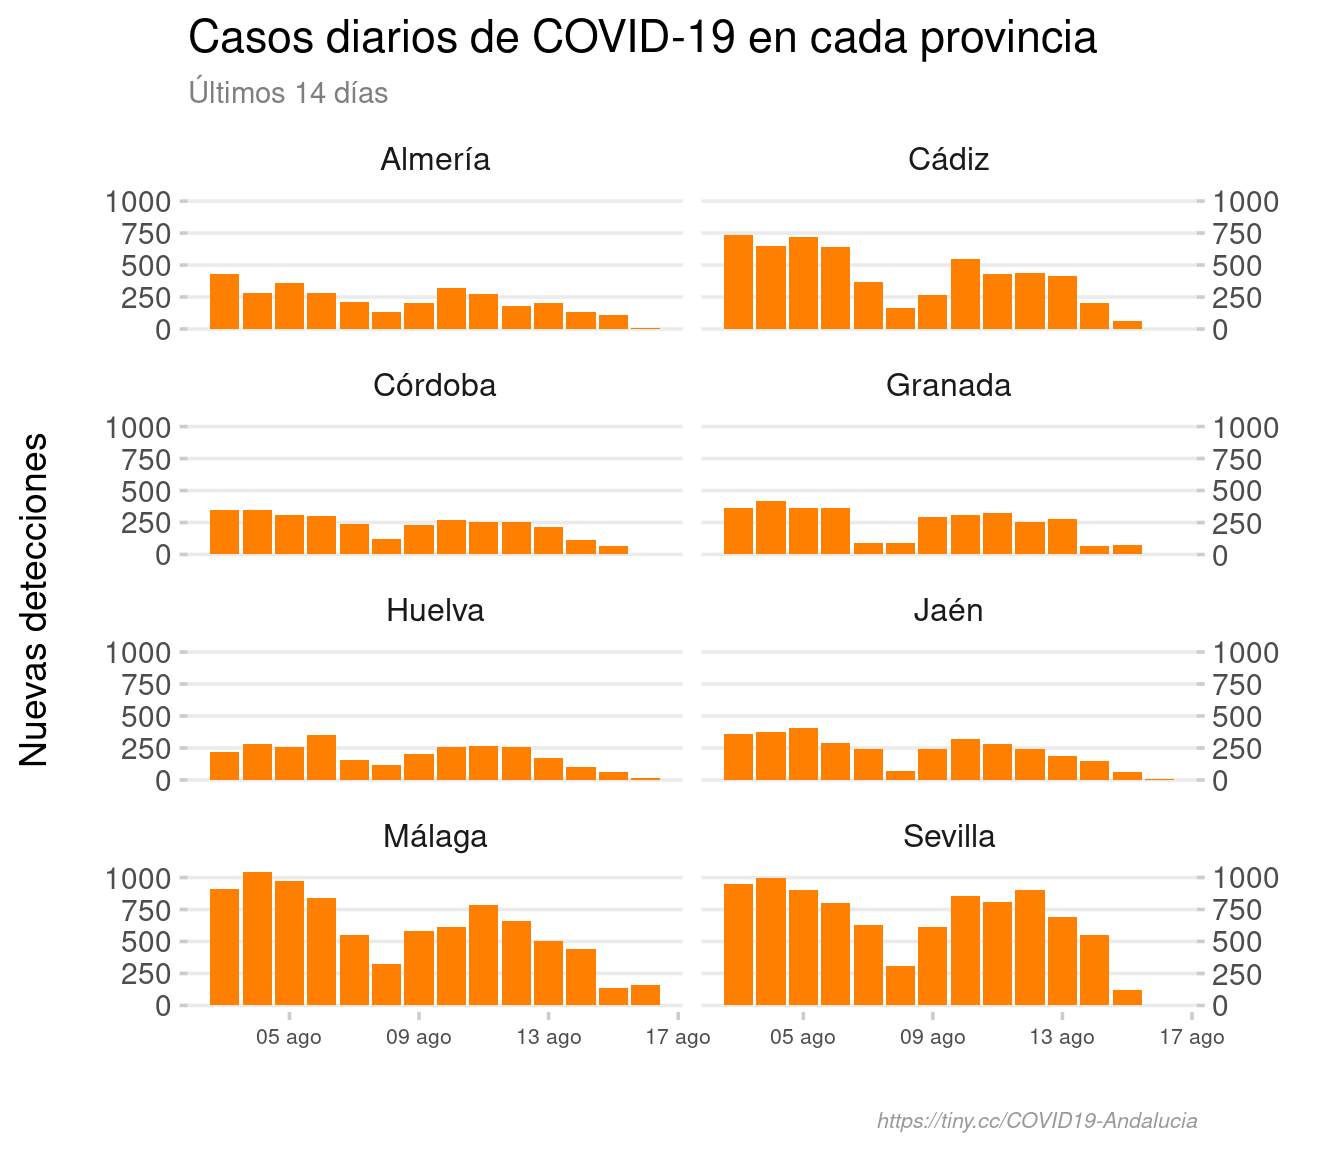 Casos diarios de COVID-19 en cada provincia
Últimos 14 días
Almería
Cádiz
1000
750
500
250
0
1000
750
500
250
0
Córdoba
Granada
1000
750
500
250
0
1000
750
500
250
0
Nuevas detecciones
Huelva
Jaén
1000
750
500
250
0
1000
750
500
250
0
Málaga
Sevilla
1000
750
500
250
0
1000
750
500
250
0
05 ago 09 ago 13 ago 17 ago
05 ago 09 ago 13 ago 17 ago
https://tiny.cc/COVID19-Andalucia